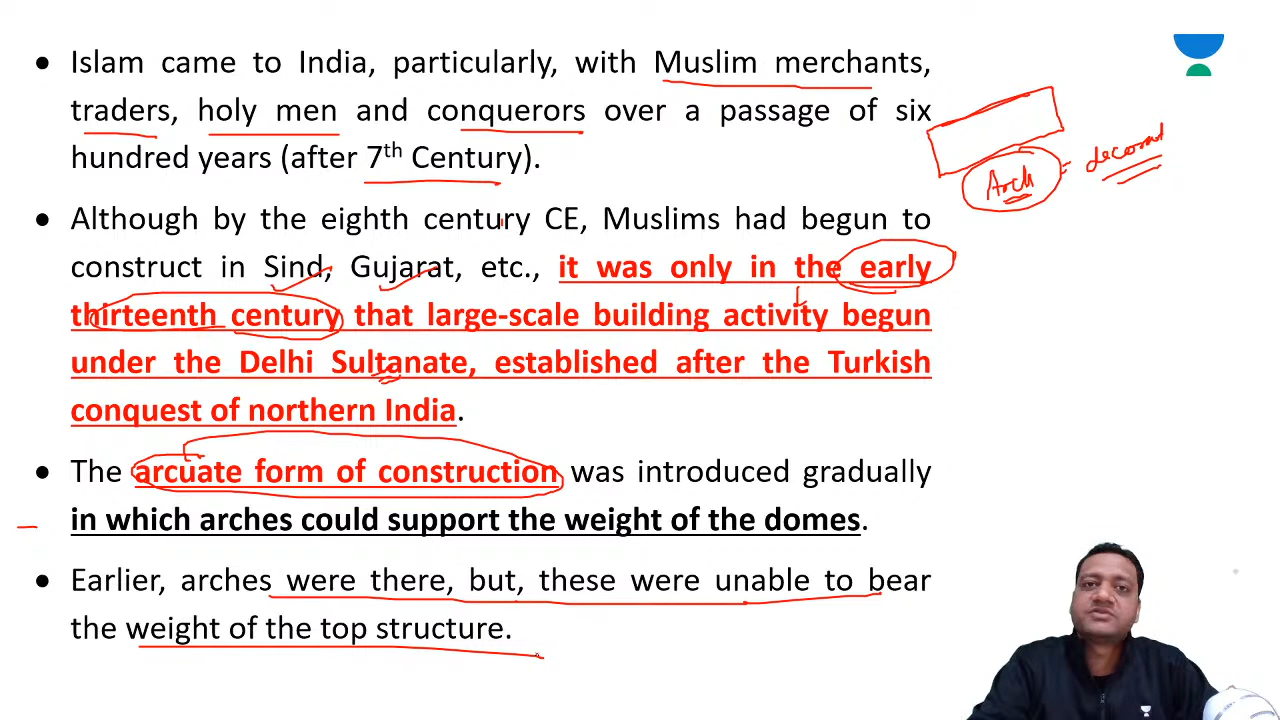 • Islam came to India, particularly, with Muslim merchants,
traders, holy men and conquerors over a passage of six
hundred years (after 7th Century).
• Although by the eighth century CE, Muslims had begun to
construct in Sind, Gujarat, etc., it was only in the early
thirteenth century that large-scale building activity begun
under the Delhi Sultanate, established after the Turkish
conquest of northern India.
• The arcuate form of construction was introduced gradually
in which arches could support the weight of the domes.
• Earlier, arches were there, but, these were unable to bear
the weight of the top structure.
Arch =